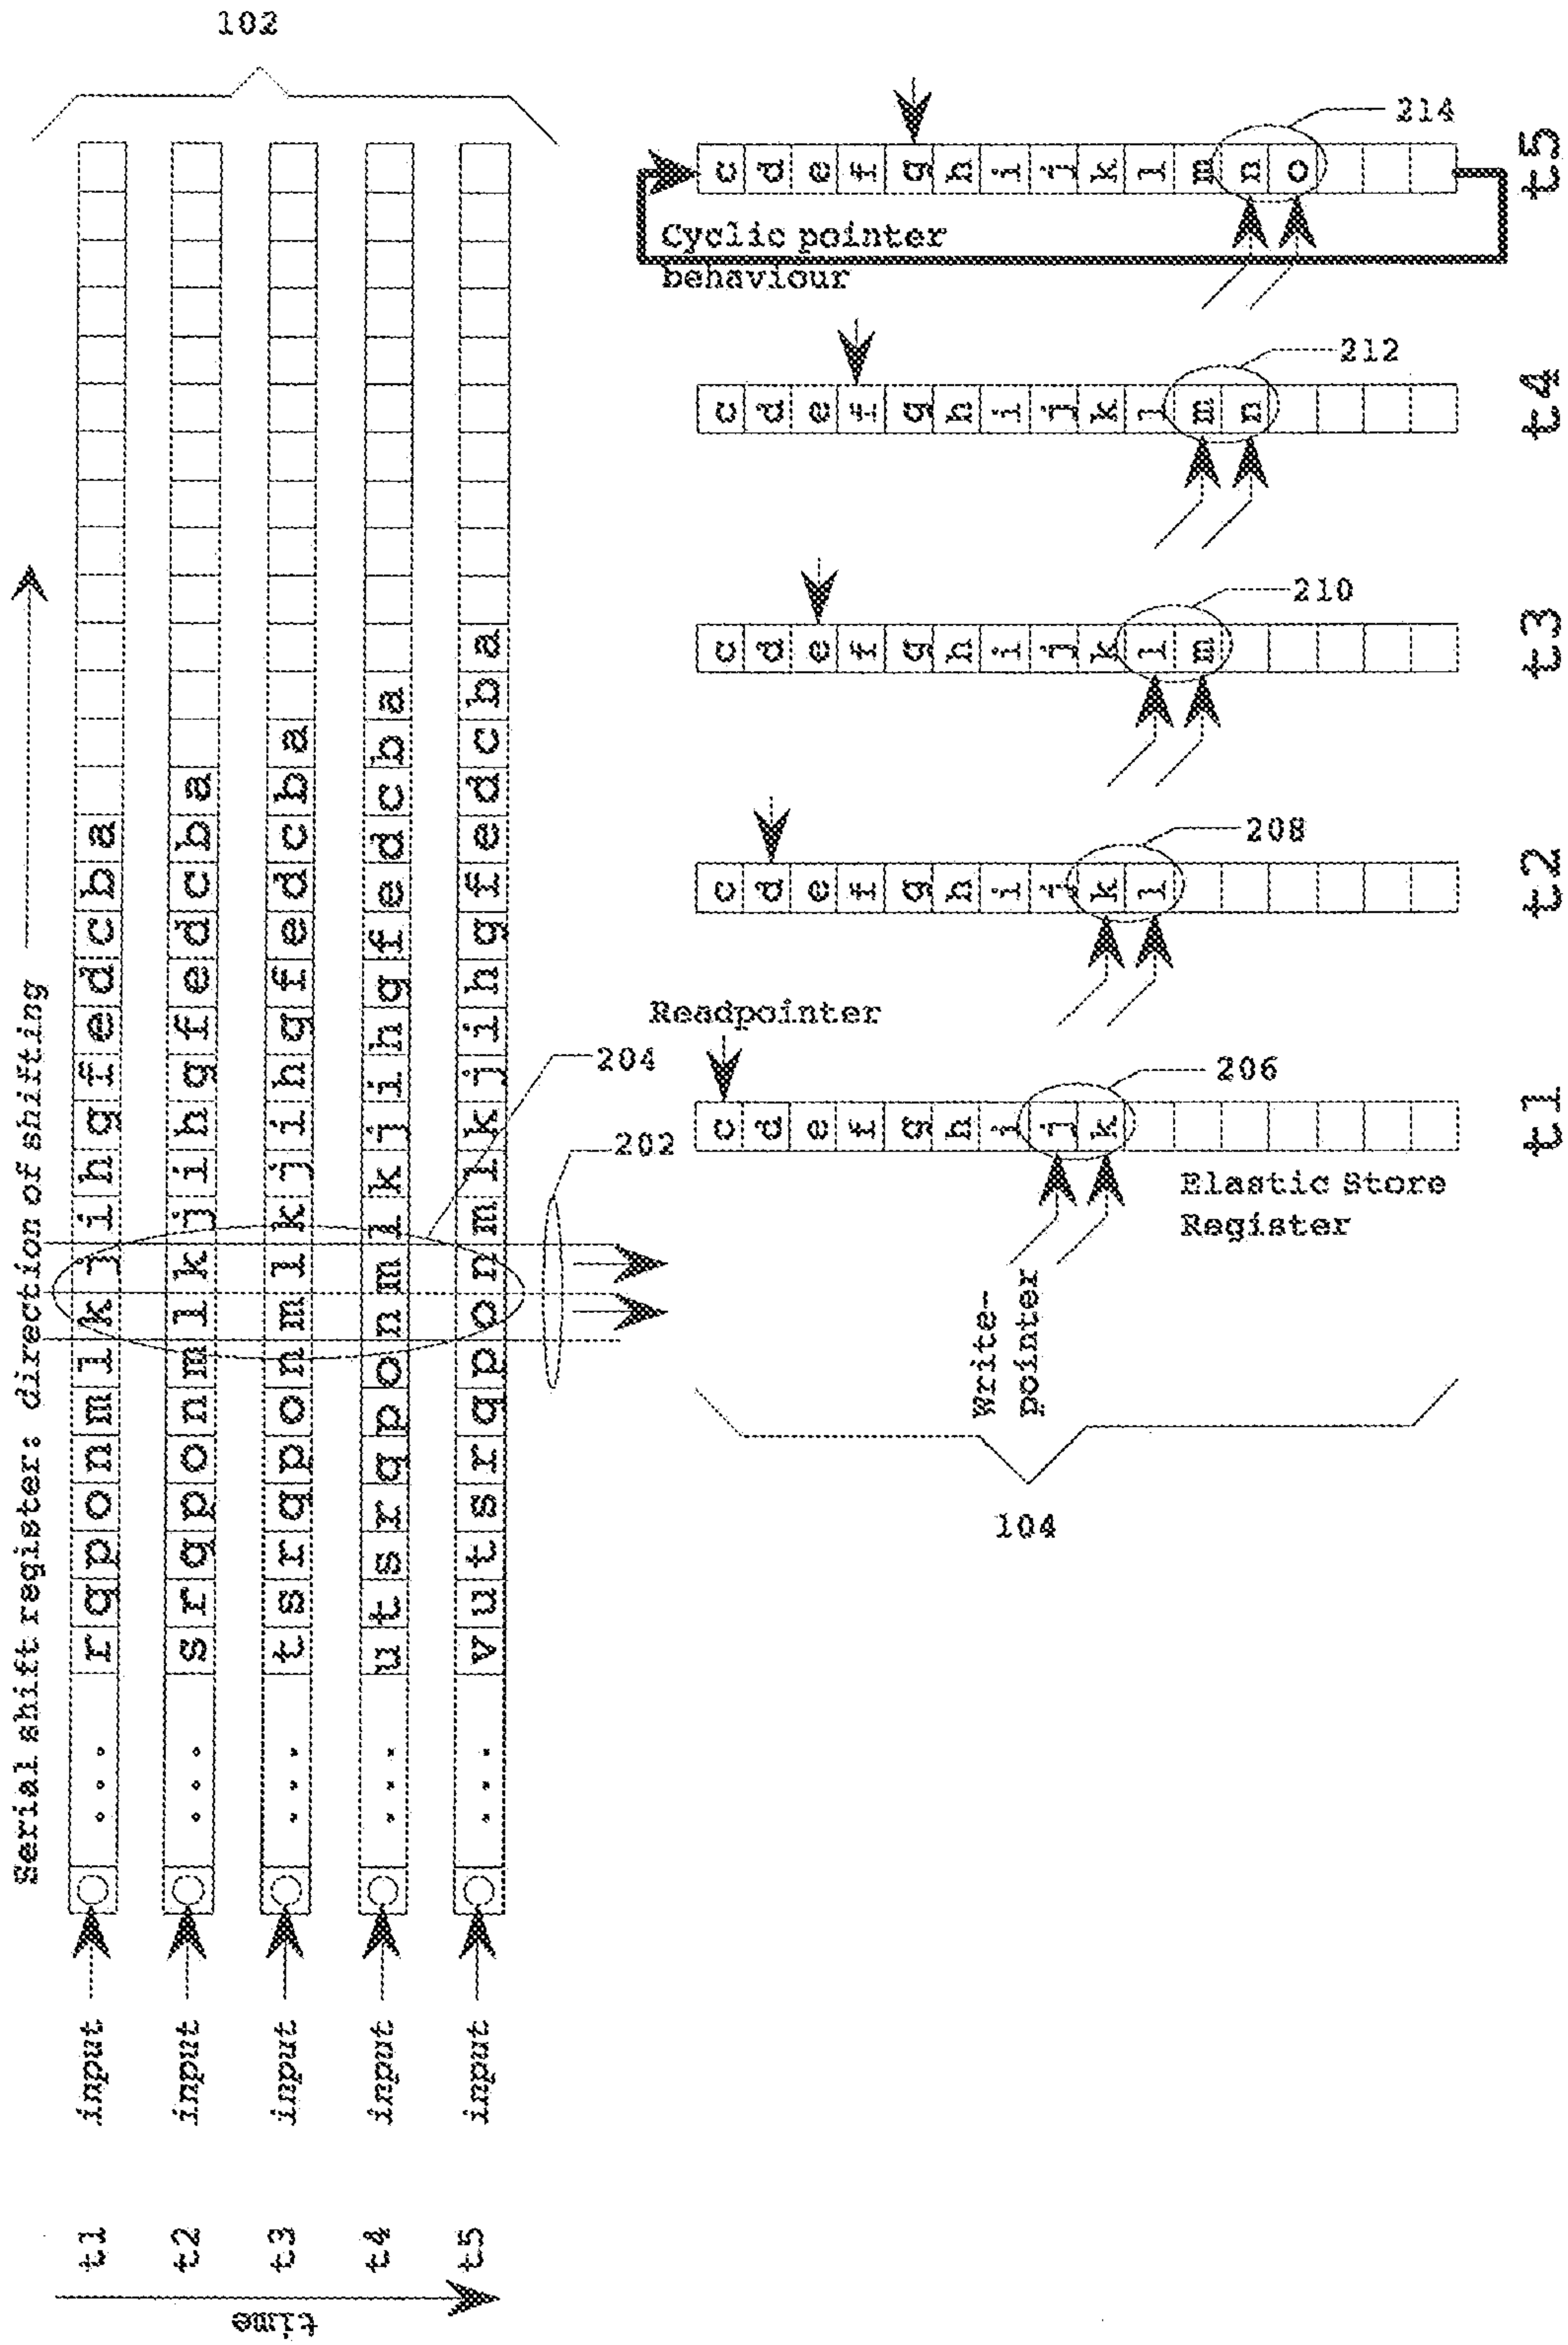 Serial shift register: direction of shifting
102
t1 input ... r q p o n m l k j i h g f e d c b a
t2 input ... s r q p o n m l k j i h g f e d c b a
t3 input ... t s r q p o n m l k j i h g f e d c b a
t4 input ... u t s r q p o n m l k j i h g f e d c b a
t5 input ... v u t s r q p o n m l k j i h g f e d c b a
time
204
202
Readpointer
Write-
pointer
Elastic Store
Register
104
c d e f g h i j k
206
t1
c d e f g h i j k l
208
t2
c d e f g h i j k l m
210
t3
c d e f g h i j k l m n
212
t4
Cyclic pointer
behaviour
c d e f g h i j k l m n o
214
t5